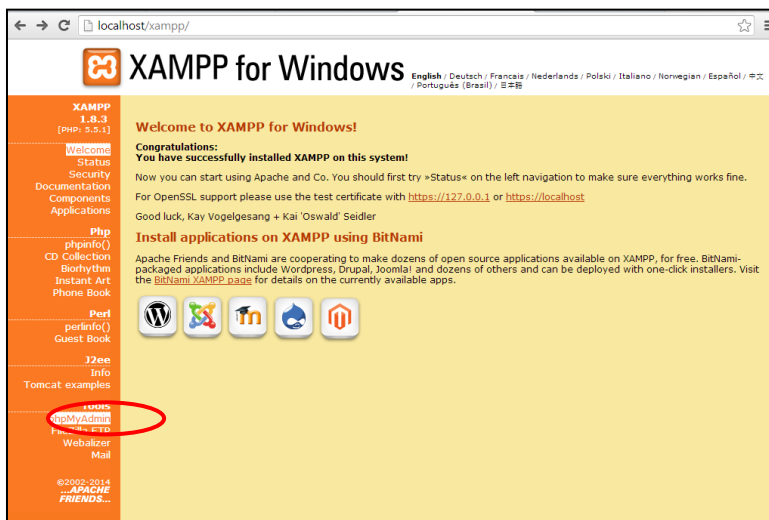 localhost/xampp/
XAMPP for Windows
English / Deutsch / Francais / Nederlands / Polski / Italiano / Norwegian / Español / 中文
/ Português (Brasil) / 日本語
XAMPP
1.8.3
[PHP: 5.5.1]
Welcome
Status
Security
Documentation
Components
Applications
Php
phpinfo()
CD Collection
Biorhythm
Instant Art
Phone Book
Perl
perlinfo()
Guest Book
J2ee
Info
Tomcat examples
Tools
phpMyAdmin
FileZilla FTP
Webalizer
Mail
©2002-2014
...APACHE
FRIENDS...
Welcome to XAMPP for Windows!
Congratulations:
You have successfully installed XAMPP on this system!
Now you can start using Apache and Co. You should first try »Status« on the left navigation to make sure everything works fine.
For OpenSSL support please use the test certificate with https://127.0.0.1 or https://localhost
Good luck, Kay Vogelgesang + Kai 'Oswald' Seidler
Install applications on XAMPP using BitNami
Apache Friends and BitNami are cooperating to make dozens of open source applications available on XAMPP, for free. BitNami-
packaged applications include Wordpress, Drupal, Joomla! and dozens of others and can be deployed with one-click installers. Visit
the BitNami XAMPP page for details on the currently available apps.